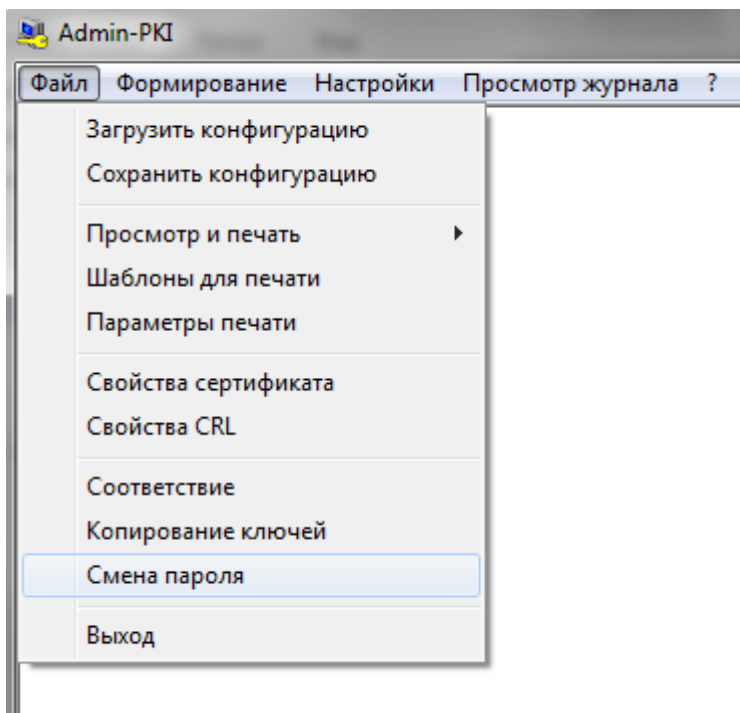 Admin-PKI
Файл Формирование Настройки Просмотр журнала ?
Загрузить конфигурацию
Сохранить конфигурацию
Просмотр и печать
Шаблоны для печати
Параметры печати
Свойства сертификата
Свойства CRL
Соответствие
Копирование ключей
Смена пароля
Выход